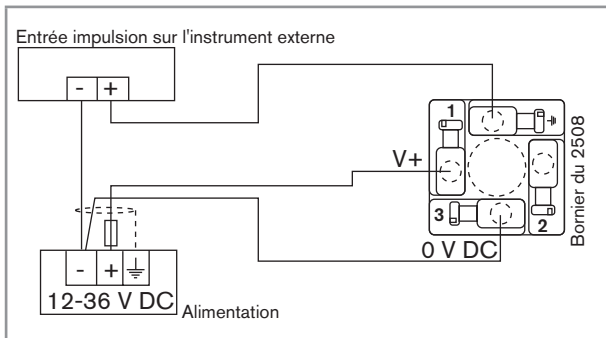 Entrée impulsion sur l'instrument externe
- +
1
V+
Bornier du 2508
3
2
0 V DC
- +
12-36 V DC
Alimentation